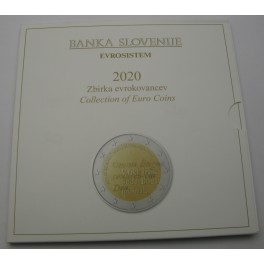 BANKA SLOVENIJE
EVROSISTEM
2020
Zbirka evrokovancev
Collection of Euro Coins